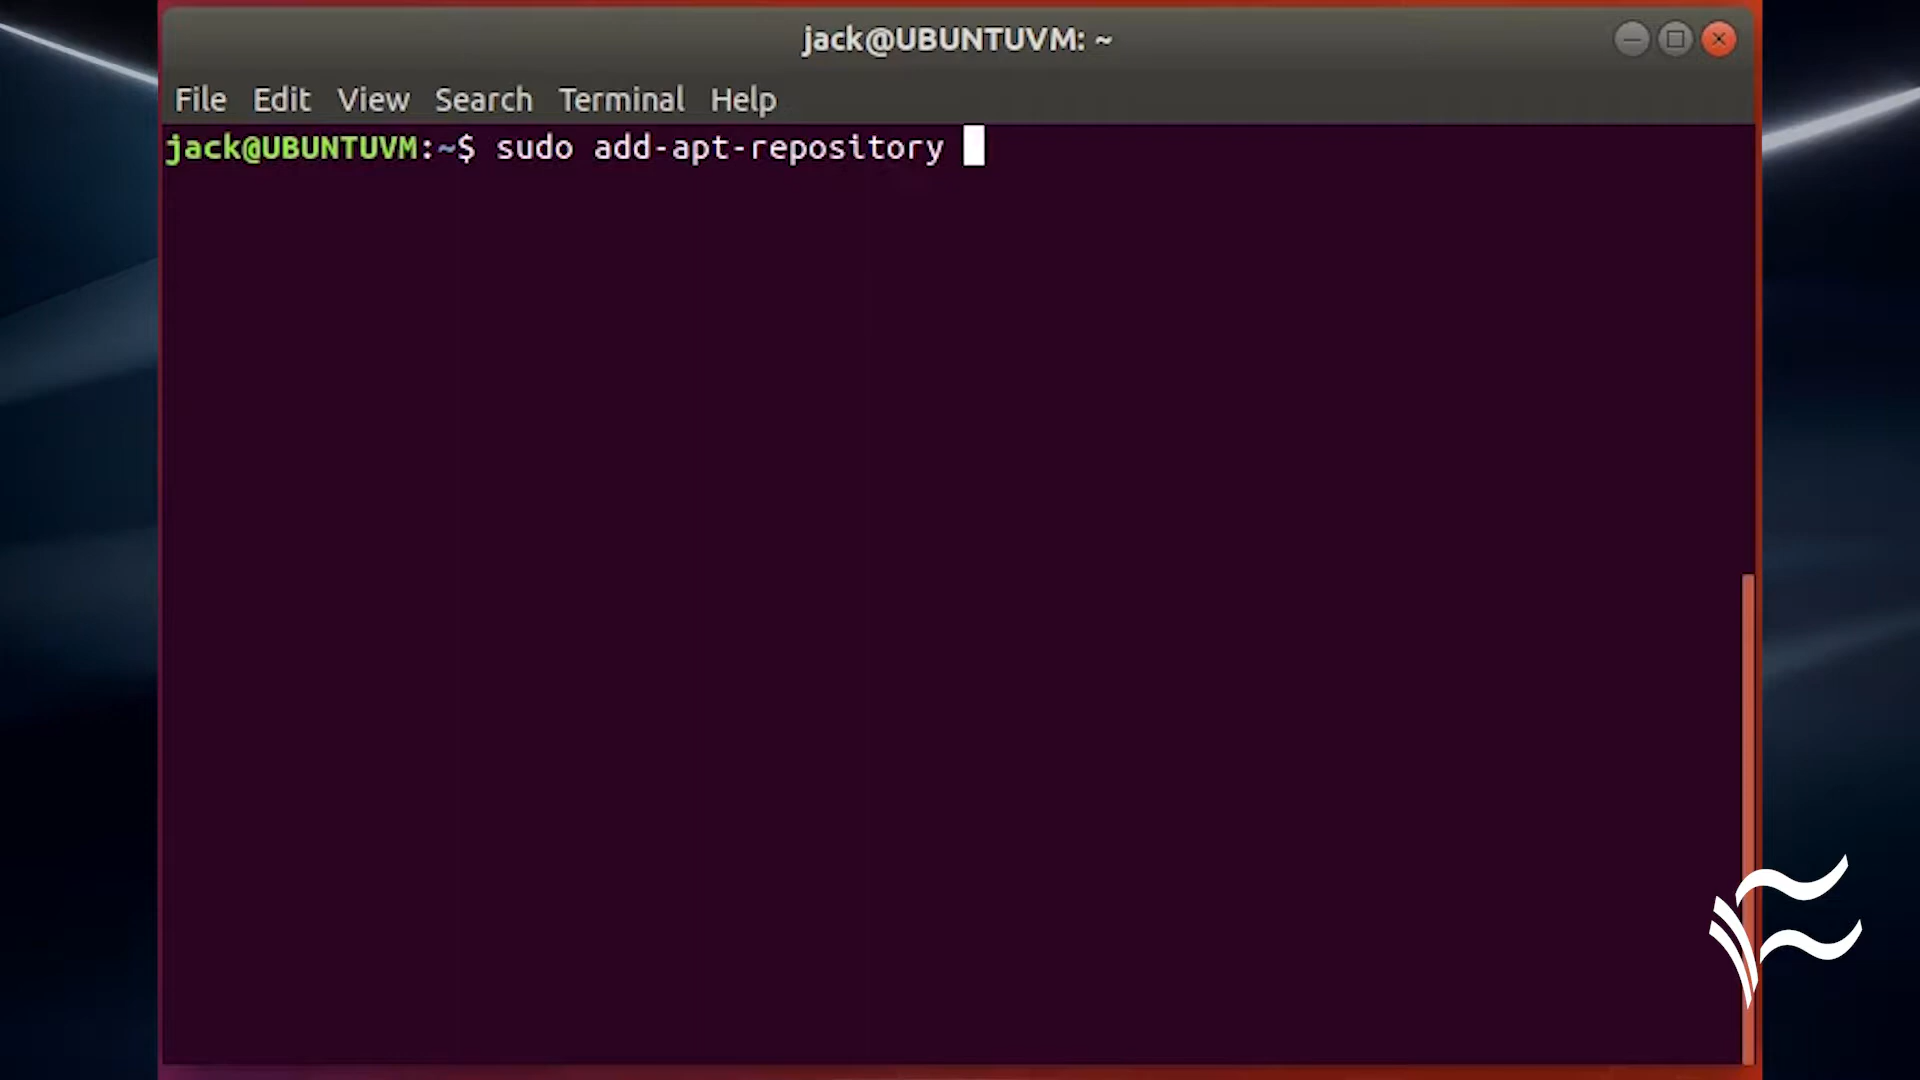 jack@UBUNTUVM: ~
File Edit View Search Terminal Help
jack@UBUNTUVM:~$ sudo add-apt-repository